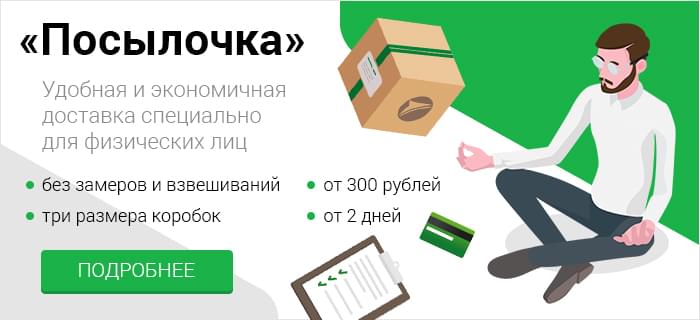 «Посылочка»
Удобная и экономичная
доставка специально
для физических лиц
без замеров и взвешиваний
три размера коробок
от 300 рублей
от 2 дней
ПОДРОБНЕЕ